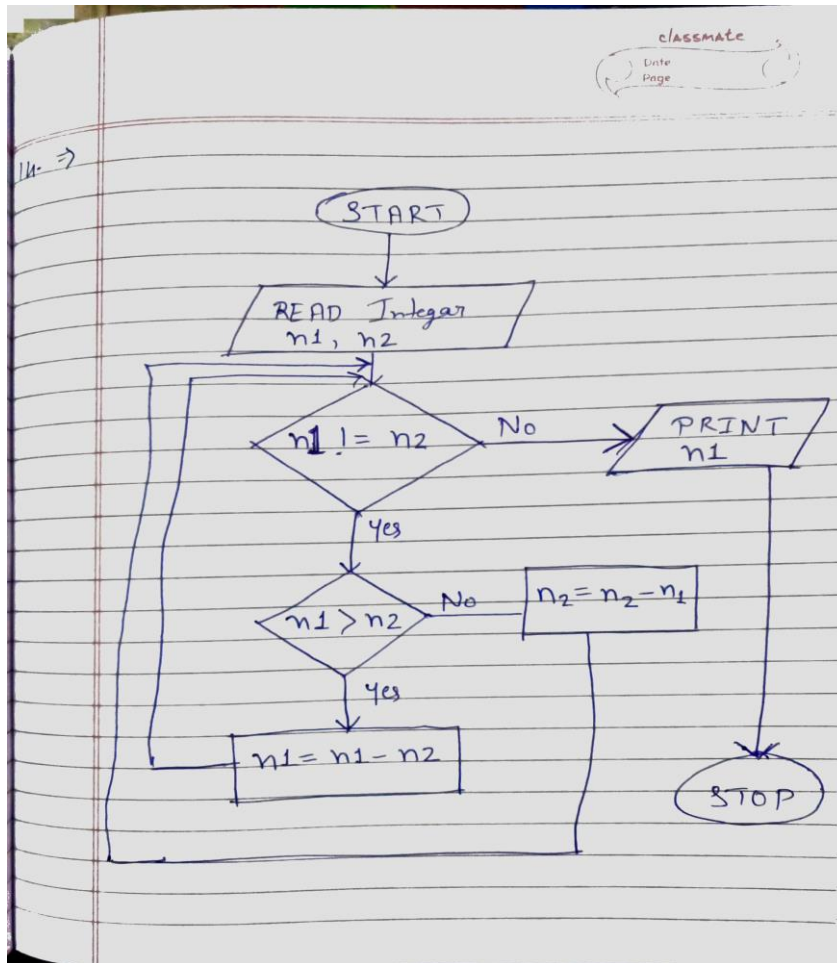 classmate
Date
Page
14. ⇒
START
READ Integar
n1, n2
n1 != n2
No
PRINT
n1
Yes
n1 > n2
No
n2 = n2 - n1
Yes
n1 = n1 - n2
STOP